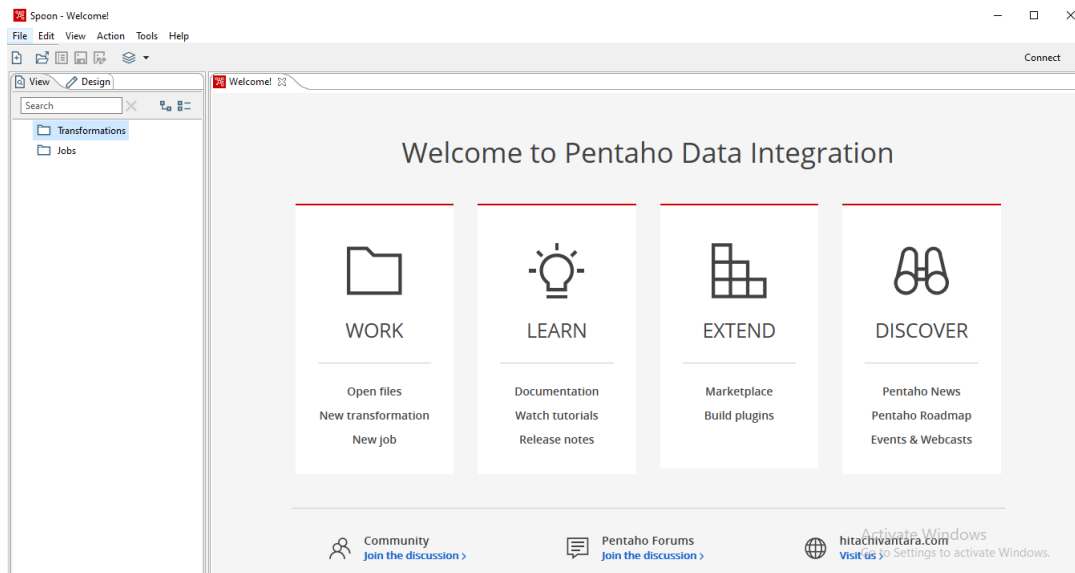 Spoon - Welcome!
File Edit View Action Tools Help
Connect
View Design
Welcome!
Search
Transformations
Jobs
Welcome to Pentaho Data Integration
WORK
Open files
New transformation
New job
LEARN
Documentation
Watch tutorials
Release notes
EXTEND
Marketplace
Build plugins
DISCOVER
Pentaho News
Pentaho Roadmap
Events & Webcasts
Community
Join the discussion >
Pentaho Forums
Join the discussion >
hitachivantara.com
Visit us >
Activate Windows
Go to Settings to activate Windows.